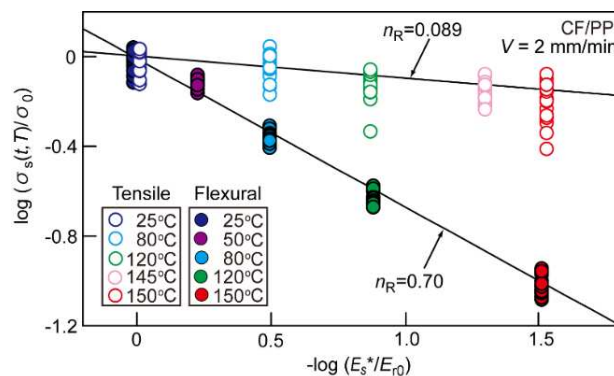 CF/PP
V = 2 mm/min
nR=0.089
nR=0.70
log (σs(t,T)/σ0)
0
-0.4
-0.8
-1.2
Tensile Flexural
25°C 25°C
80°C 50°C
120°C 80°C
145°C 120°C
150°C 150°C
0 0.5 1.0 1.5
-log (Es*/Er0)